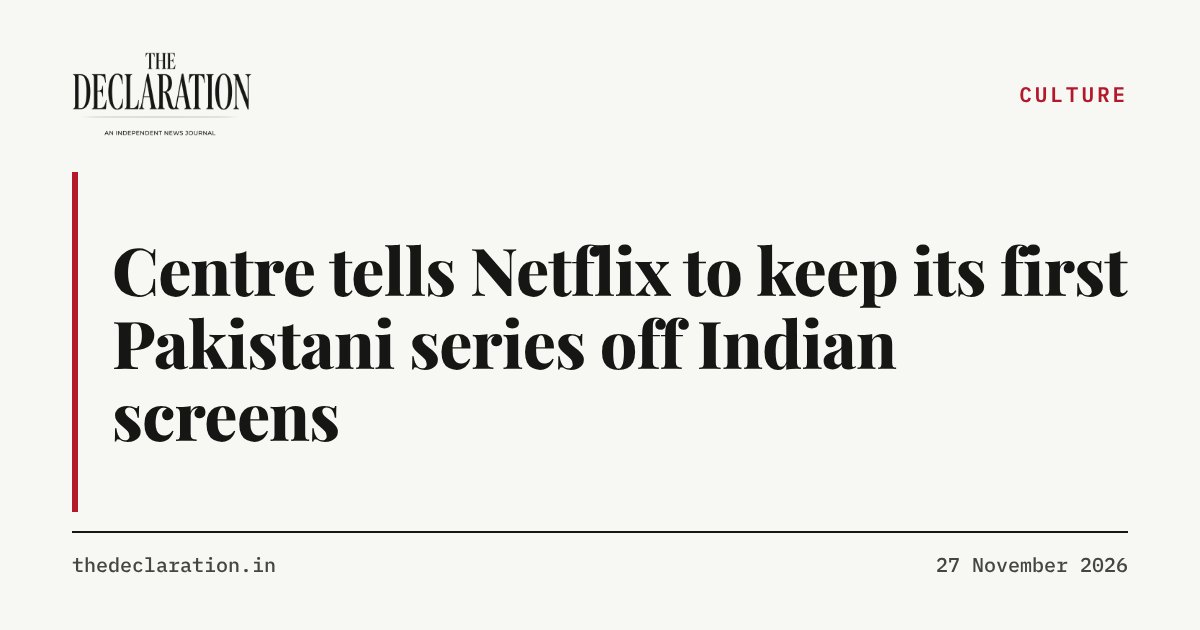 THE
DECLARATION
AN INDEPENDENT NEWS JOURNAL
CULTURE
Centre tells Netflix to keep its first
Pakistani series off Indian
screens
thedeclaration.in
27 November 2026